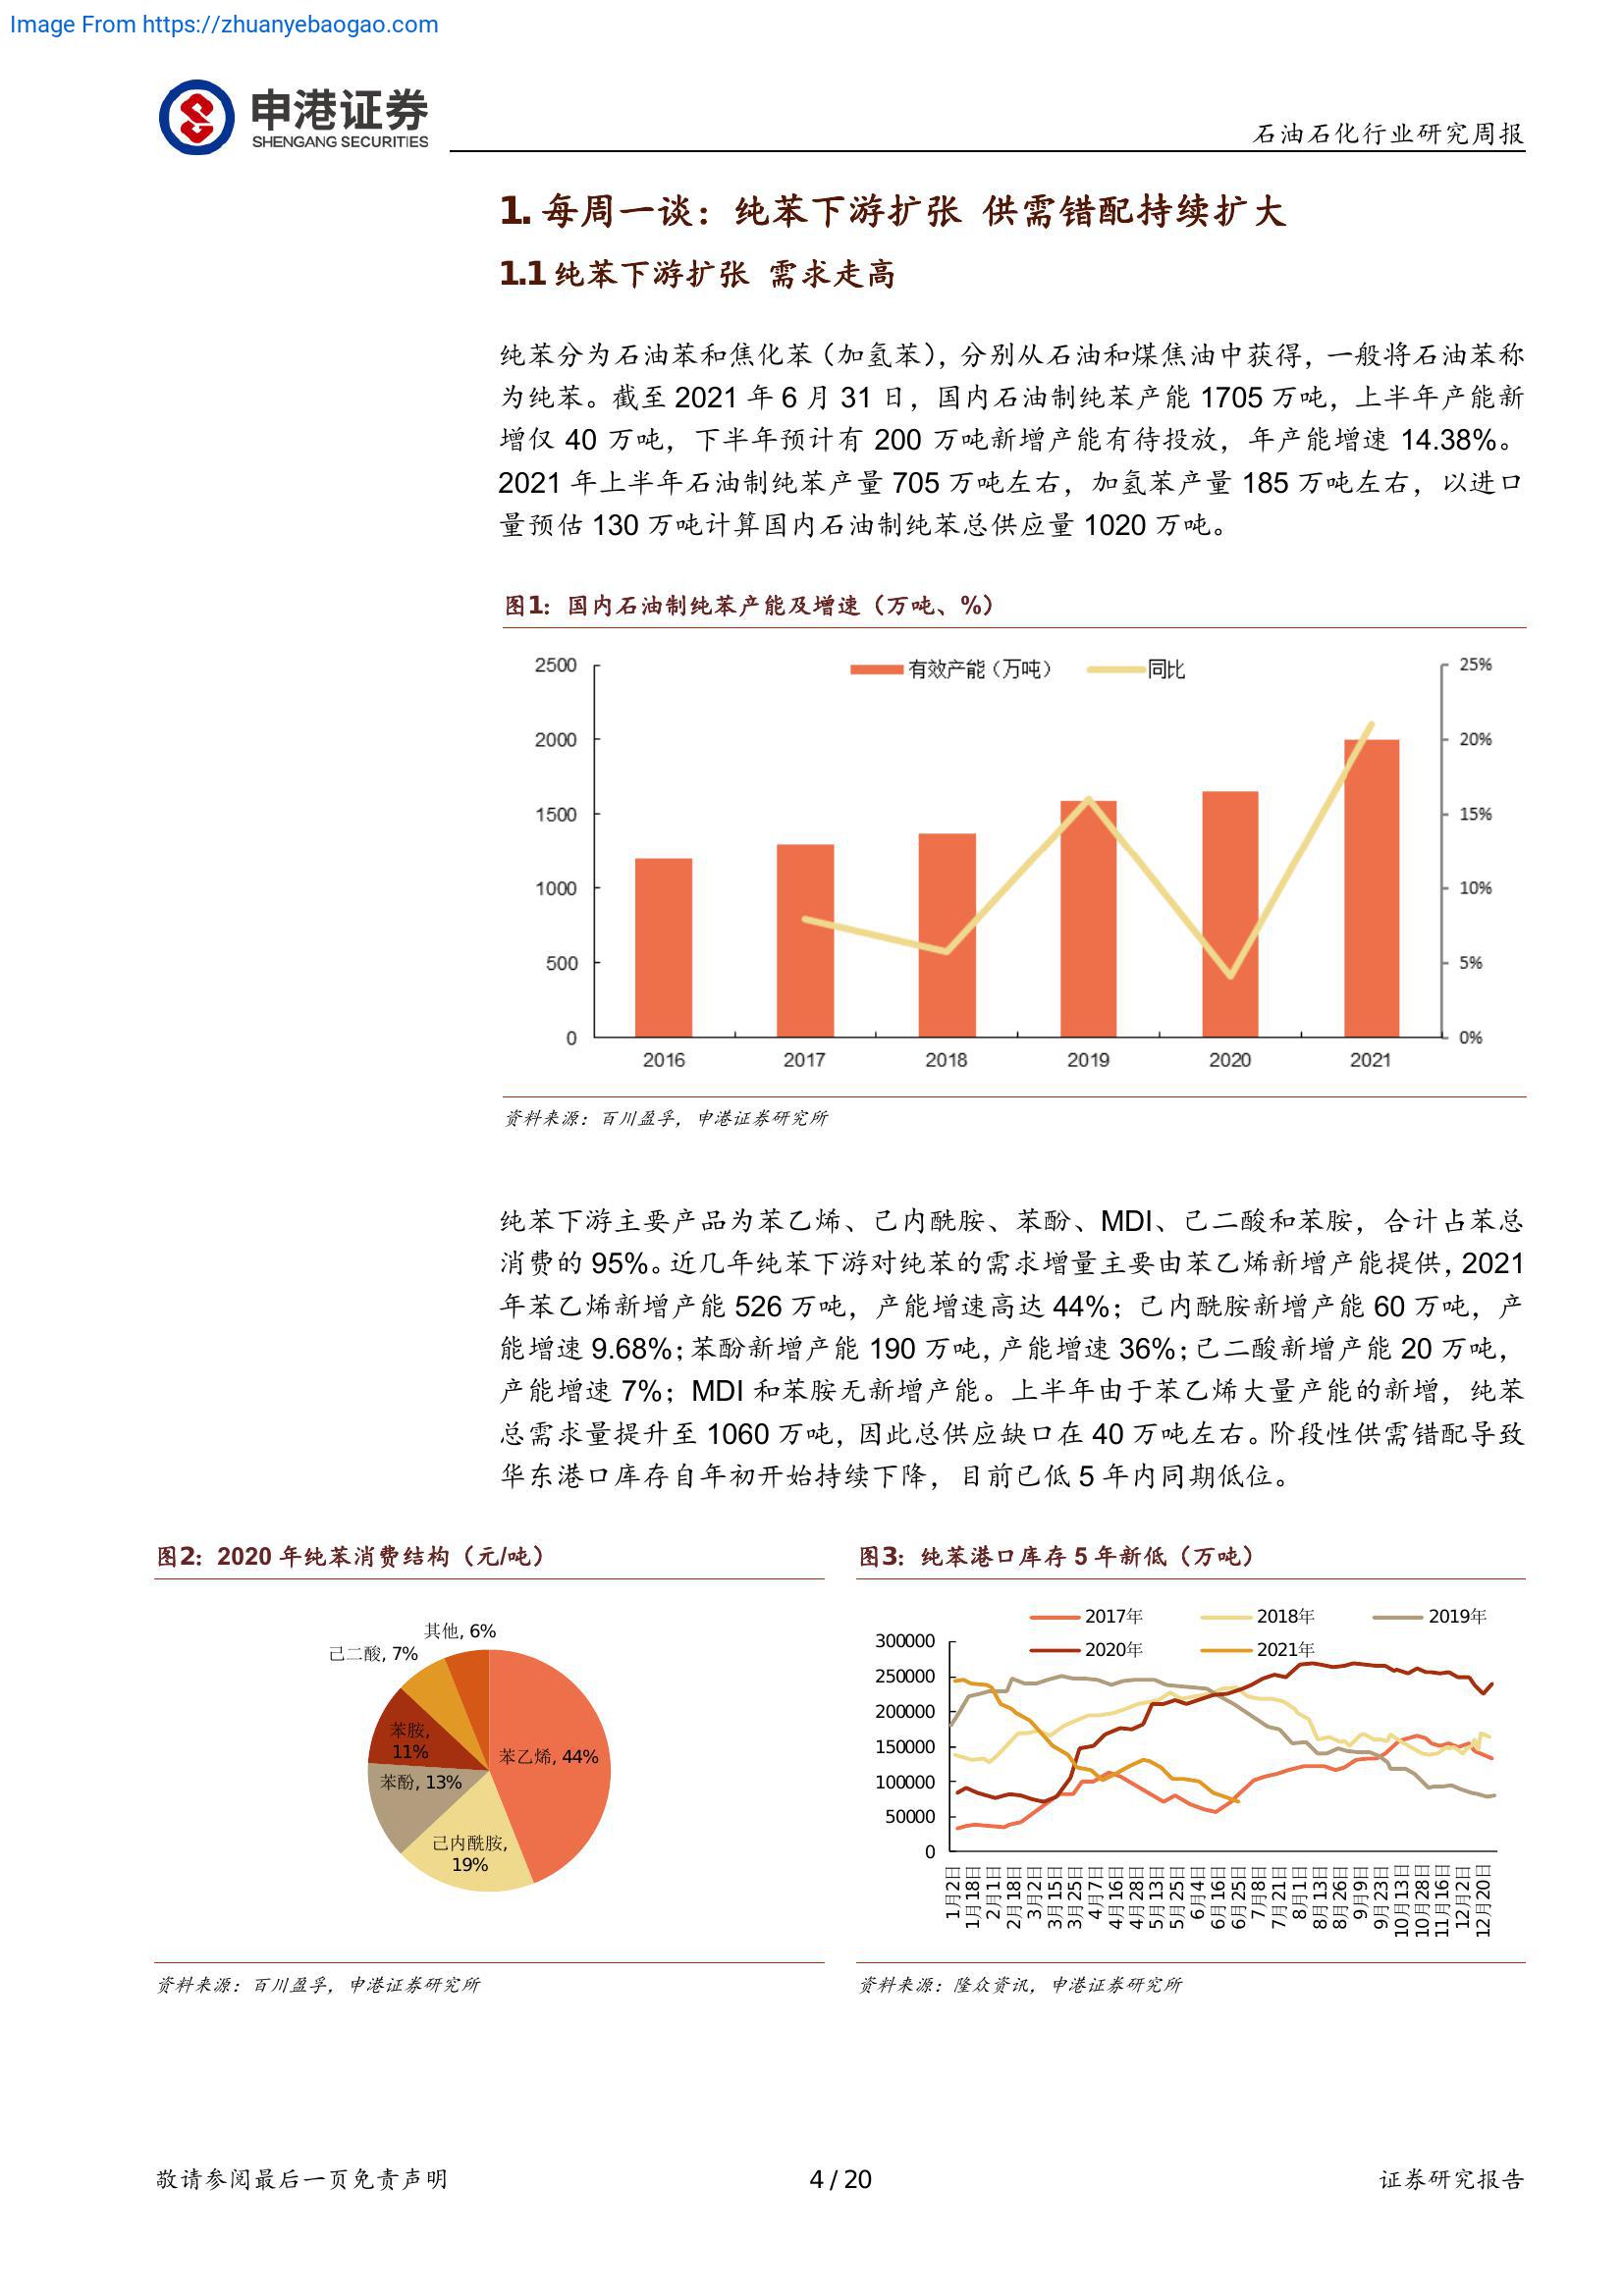 Image From https://zhuanyebaogao.com
申港证券
SHENGANG SECURITIES
石油石化行业研究周报
1. 每周一谈：纯苯下游扩张 供需错配持续扩大
1.1 纯苯下游扩张 需求走高
纯苯分为石油苯和焦化苯（加氢苯），分别从石油和煤焦油中获得，一般将石油苯称
为纯苯。截至 2021 年 6 月 31 日，国内石油制纯苯产能 1705 万吨，上半年产能新
增仅 40 万吨，下半年预计有 200 万吨新增产能有待投放，年产能增速 14.38%。
2021 年上半年石油制纯苯产量 705 万吨左右，加氢苯产量 185 万吨左右，以进口
量预估 130 万吨计算国内石油制纯苯总供应量 1020 万吨。
图1：国内石油制纯苯产能及增速（万吨、%）
有效产能（万吨） 同比
2500
2000
1500
1000
500
0
25%
20%
15%
10%
5%
0%
2016 2017 2018 2019 2020 2021
资料来源：百川盈孚，申港证券研究所
纯苯下游主要产品为苯乙烯、己内酰胺、苯酚、MDI、己二酸和苯胺，合计占苯总
消费的 95%。近几年纯苯下游对纯苯的需求增量主要由苯乙烯新增产能提供，2021
年苯乙烯新增产能 526 万吨，产能增速高达 44%；己内酰胺新增产能 60 万吨，产
能增速 9.68%；苯酚新增产能 190 万吨，产能增速 36%；己二酸新增产能 20 万吨，
产能增速 7%；MDI 和苯胺无新增产能。上半年由于苯乙烯大量产能的新增，纯苯
总需求量提升至 1060 万吨，因此总供应缺口在 40 万吨左右。阶段性供需错配导致
华东港口库存自年初开始持续下降，目前已低 5 年内同期低位。
图2：2020 年纯苯消费结构（元/吨）
其他, 6%
己二酸, 7%
苯胺,
11%
苯乙烯, 44%
苯酚, 13%
己内酰胺,
19%
资料来源：百川盈孚，申港证券研究所
图3：纯苯港口库存 5 年新低（万吨）
2017年 2018年 2019年
2020年 2021年
300000
250000
200000
150000
100000
50000
0
1月2日
1月18日
2月1日
2月18日
3月2日
3月15日
3月25日
4月7日
4月16日
4月28日
5月13日
5月25日
6月4日
6月16日
6月25日
7月8日
7月21日
8月1日
8月13日
8月26日
9月9日
9月23日
10月13日
10月28日
11月16日
12月2日
12月20日
资料来源：隆众资讯，申港证券研究所
敬请参阅最后一页免责声明
4 / 20
证券研究报告